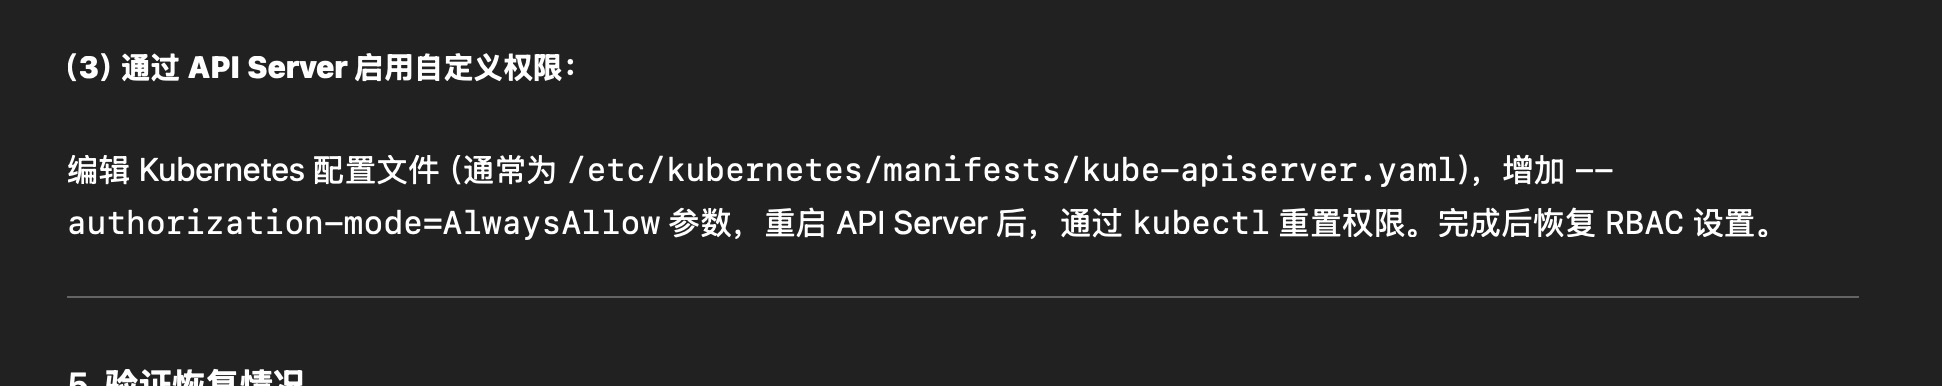 (3) 通过 API Server 启用自定义权限：
编辑 Kubernetes 配置文件 (通常为 /etc/kubernetes/manifests/kube-apiserver.yaml)，增加 --
authorization-mode=AlwaysAllow 参数，重启 API Server 后，通过 kubectl 重置权限。完成后恢复 RBAC 设置。
5. 验证恢复情况